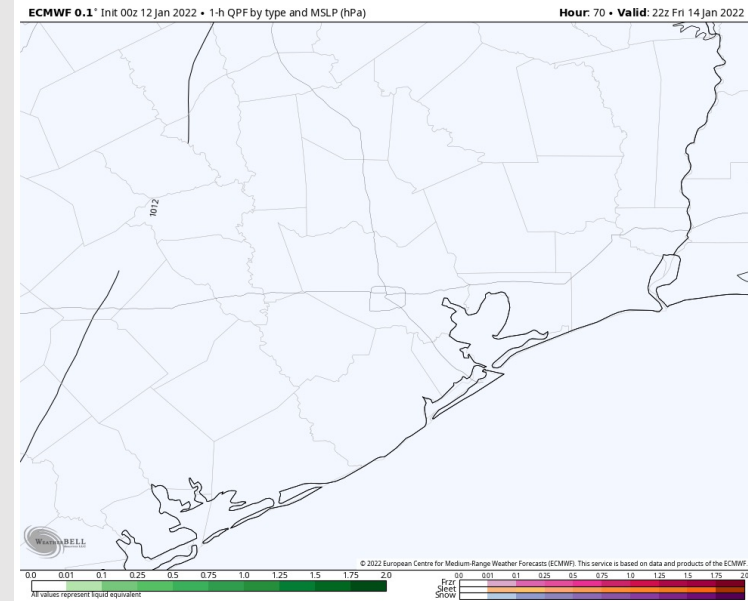 ECMWF 0.1° Init 00z 12 Jan 2022 • 1-h QPF by type and MSLP (hPa) Hour: 70 • Valid: 22z Fri 14 Jan 2022
1012
WEATHERBELL
© 2022 European Centre for Medium-Range Weather Forecasts (ECMWF). This service is based on data and products of the ECMWF
0.0 0.01 0.1 0.25 0.5 0.75 1.0 1.25 1.5 1.75 2.0
All values represent liquid equivalent
0.0 0.01 0.1 0.25 0.5 0.75 1.0 1.25 1.5 1.75 2.0
Frzr
Sleet
Snow